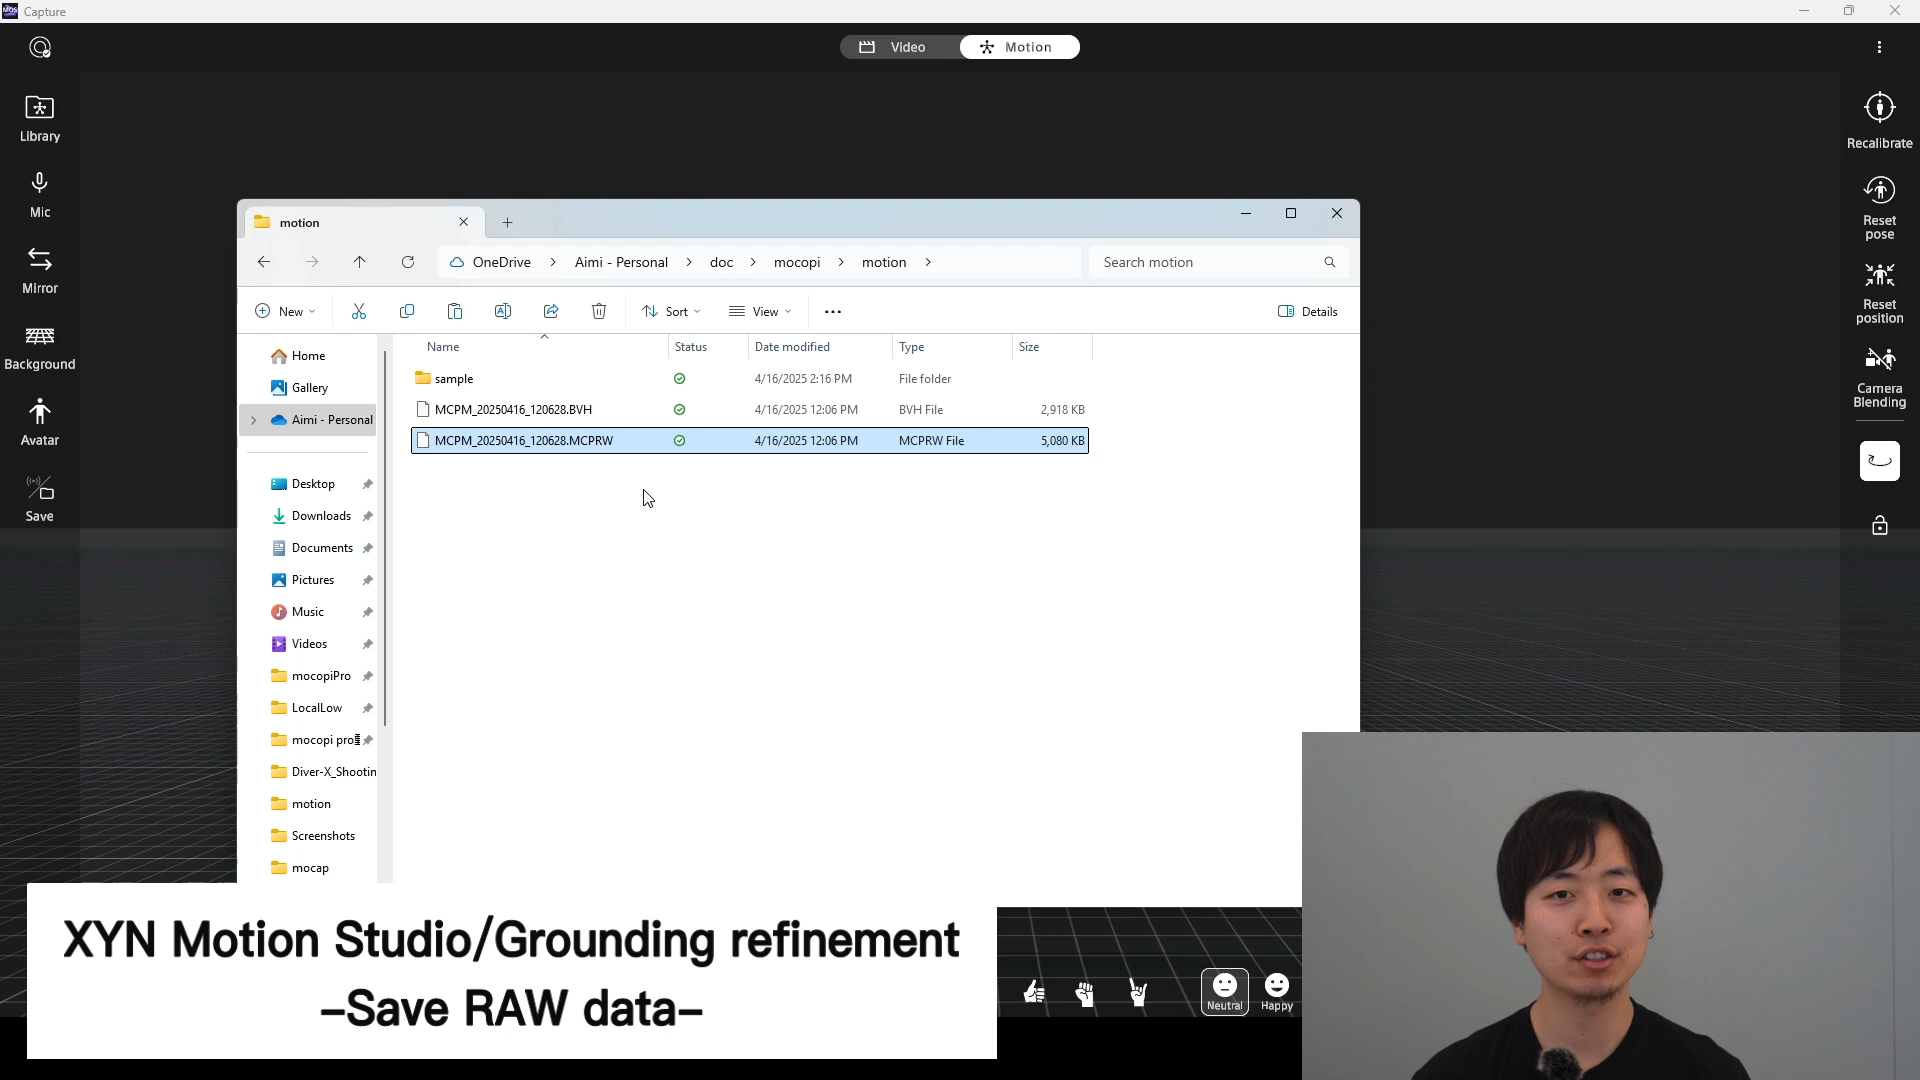 Capture
Video
Motion
Library
Mic
Mirror
Background
Avatar
Save
Recalibrate
Reset
pose
Reset
position
Camera
Blending
motion
OneDrive > Aimi - Personal > doc > mocopi > motion >
Search motion
New
Sort
View
Details
Home
Gallery
Aimi - Personal
Desktop
Downloads
Documents
Pictures
Music
Videos
mocopiPro
LocalLow
mocopi pro
Diver-X_Shootin
motion
Screenshots
mocap
Name Status Date modified Type Size
sample 4/16/2025 2:16 PM File folder
MCPM_20250416_120628.BVH 4/16/2025 12:06 PM BVH File 2,918 KB
MCPM_20250416_120628.MCPRW 4/16/2025 12:06 PM MCPRW File 5,080 KB
XYN Motion Studio/Grounding refinement
–Save RAW data–
Neutral
Happy